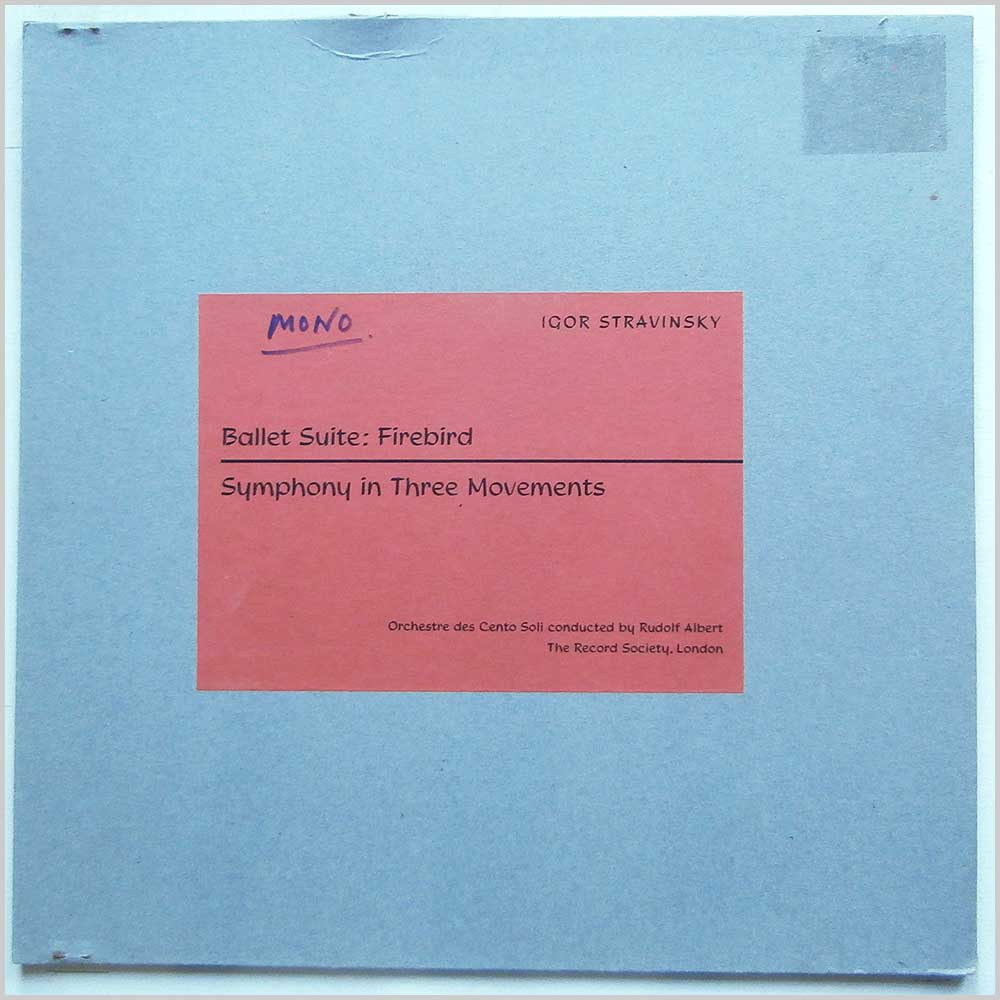 MONO.
IGOR STRAVINSKY
Ballet Suite: Firebird
Symphony in Three Movements
Orchestre des Cento Soli conducted by Rudolf Albert
The Record Society, London